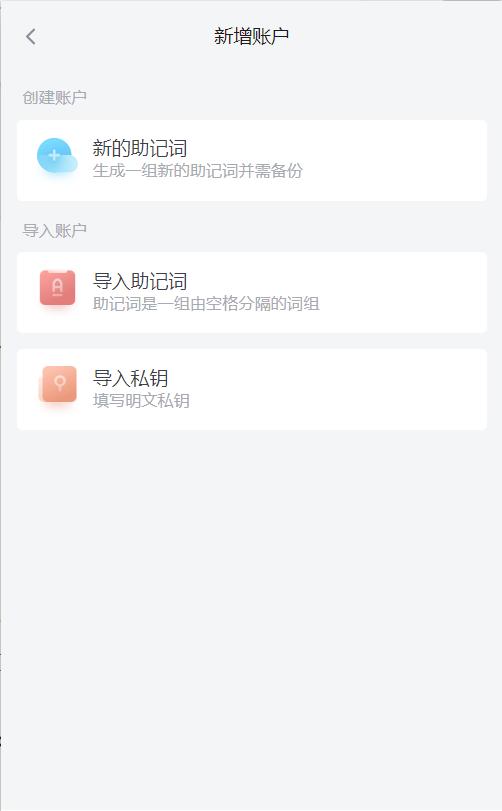 新增账户
创建账户
新的助记词
生成一组新的助记词并需备份
导入账户
导入助记词
助记词是一组由空格分隔的词组
导入私钥
填写明文私钥